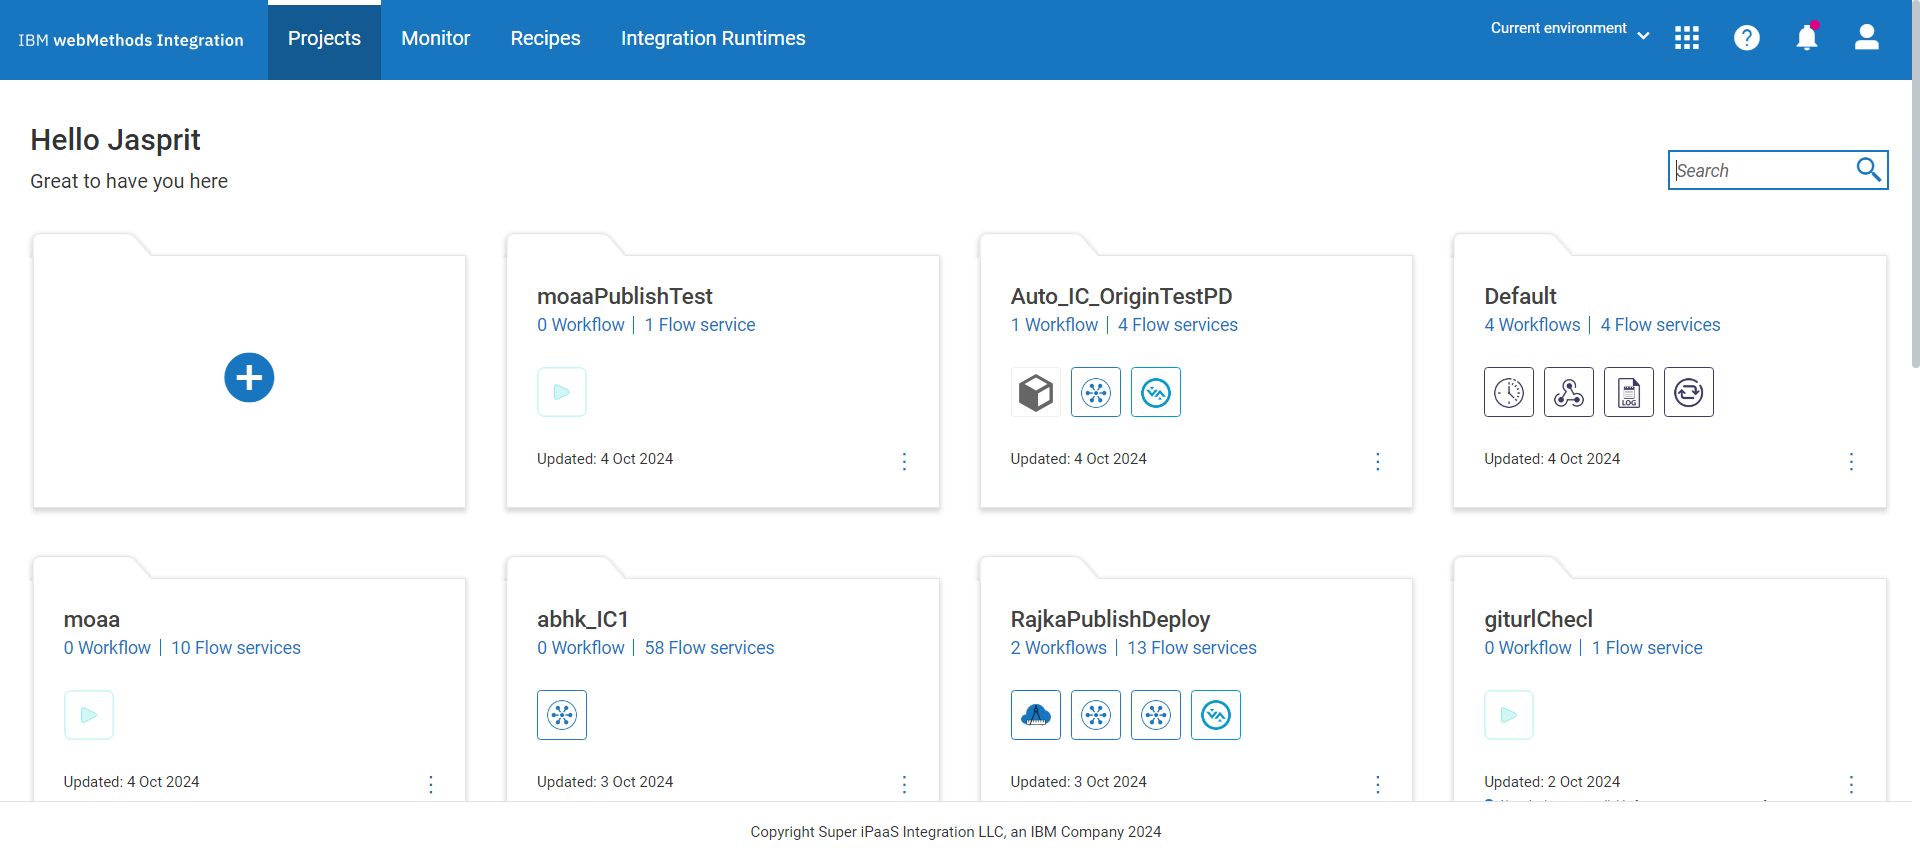 IBM webMethods Integration
Projects
Monitor
Recipes
Integration Runtimes
Current environment
Hello Jasprit
Great to have you here
Search
moaaPublishTest
0 Workflow | 1 Flow service
Updated: 4 Oct 2024
Auto_IC_OriginTestPD
1 Workflow | 4 Flow services
Updated: 4 Oct 2024
Default
4 Workflows | 4 Flow services
LOG
Updated: 4 Oct 2024
moaa
0 Workflow | 10 Flow services
Updated: 4 Oct 2024
abhk_IC1
0 Workflow | 58 Flow services
Updated: 3 Oct 2024
RajkaPublishDeploy
2 Workflows | 13 Flow services
Updated: 3 Oct 2024
giturlChecl
0 Workflow | 1 Flow service
Updated: 2 Oct 2024
Copyright Super iPaaS Integration LLC, an IBM Company 2024